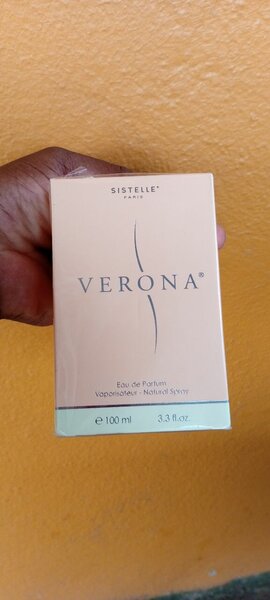 SISTELLE®
PARIS
VERONA®
Eau de Parfum
Vaporisateur - Natural Spray
℮ 100 ml 3.3 fl.oz.